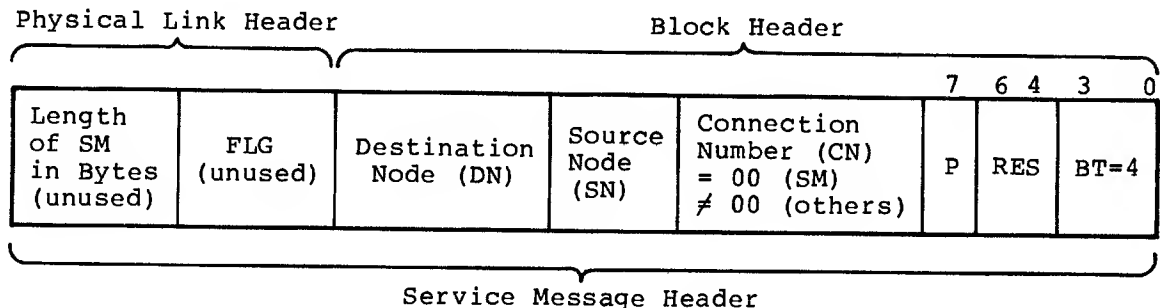 Physical Link Header
Block Header
7 6 4 3 0
Length
of SM
in Bytes
(unused)
FLG
(unused)
Destination
Node (DN)
Source
Node
(SN)
Connection
Number (CN)
= 00 (SM)
≠ 00 (others)
P
RES
BT=4
Service Message Header